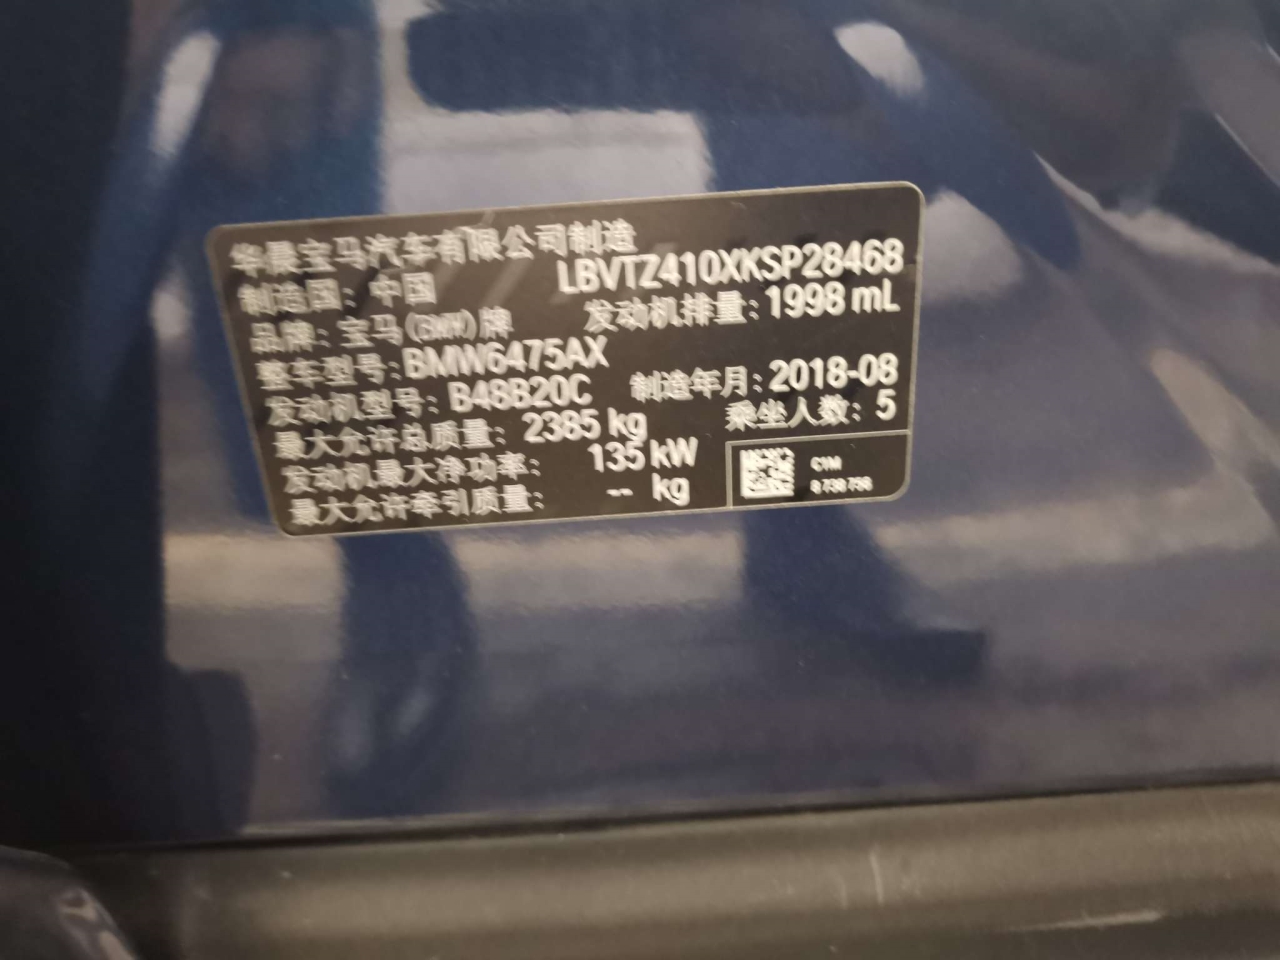 华晨宝马汽车有限公司制造
制造国：中国 LBVTZ410XKSP28468
品牌：宝马(BMW)牌 发动机排量：1998 mL
整车型号：BMW6475AX
发动机型号：B48B20C 制造年月：2018-08
最大允许总质量：2385 kg 乘坐人数：5
发动机最大净功率：135 kW
最大允许牵引质量：-- kg
C1M
8 738 758